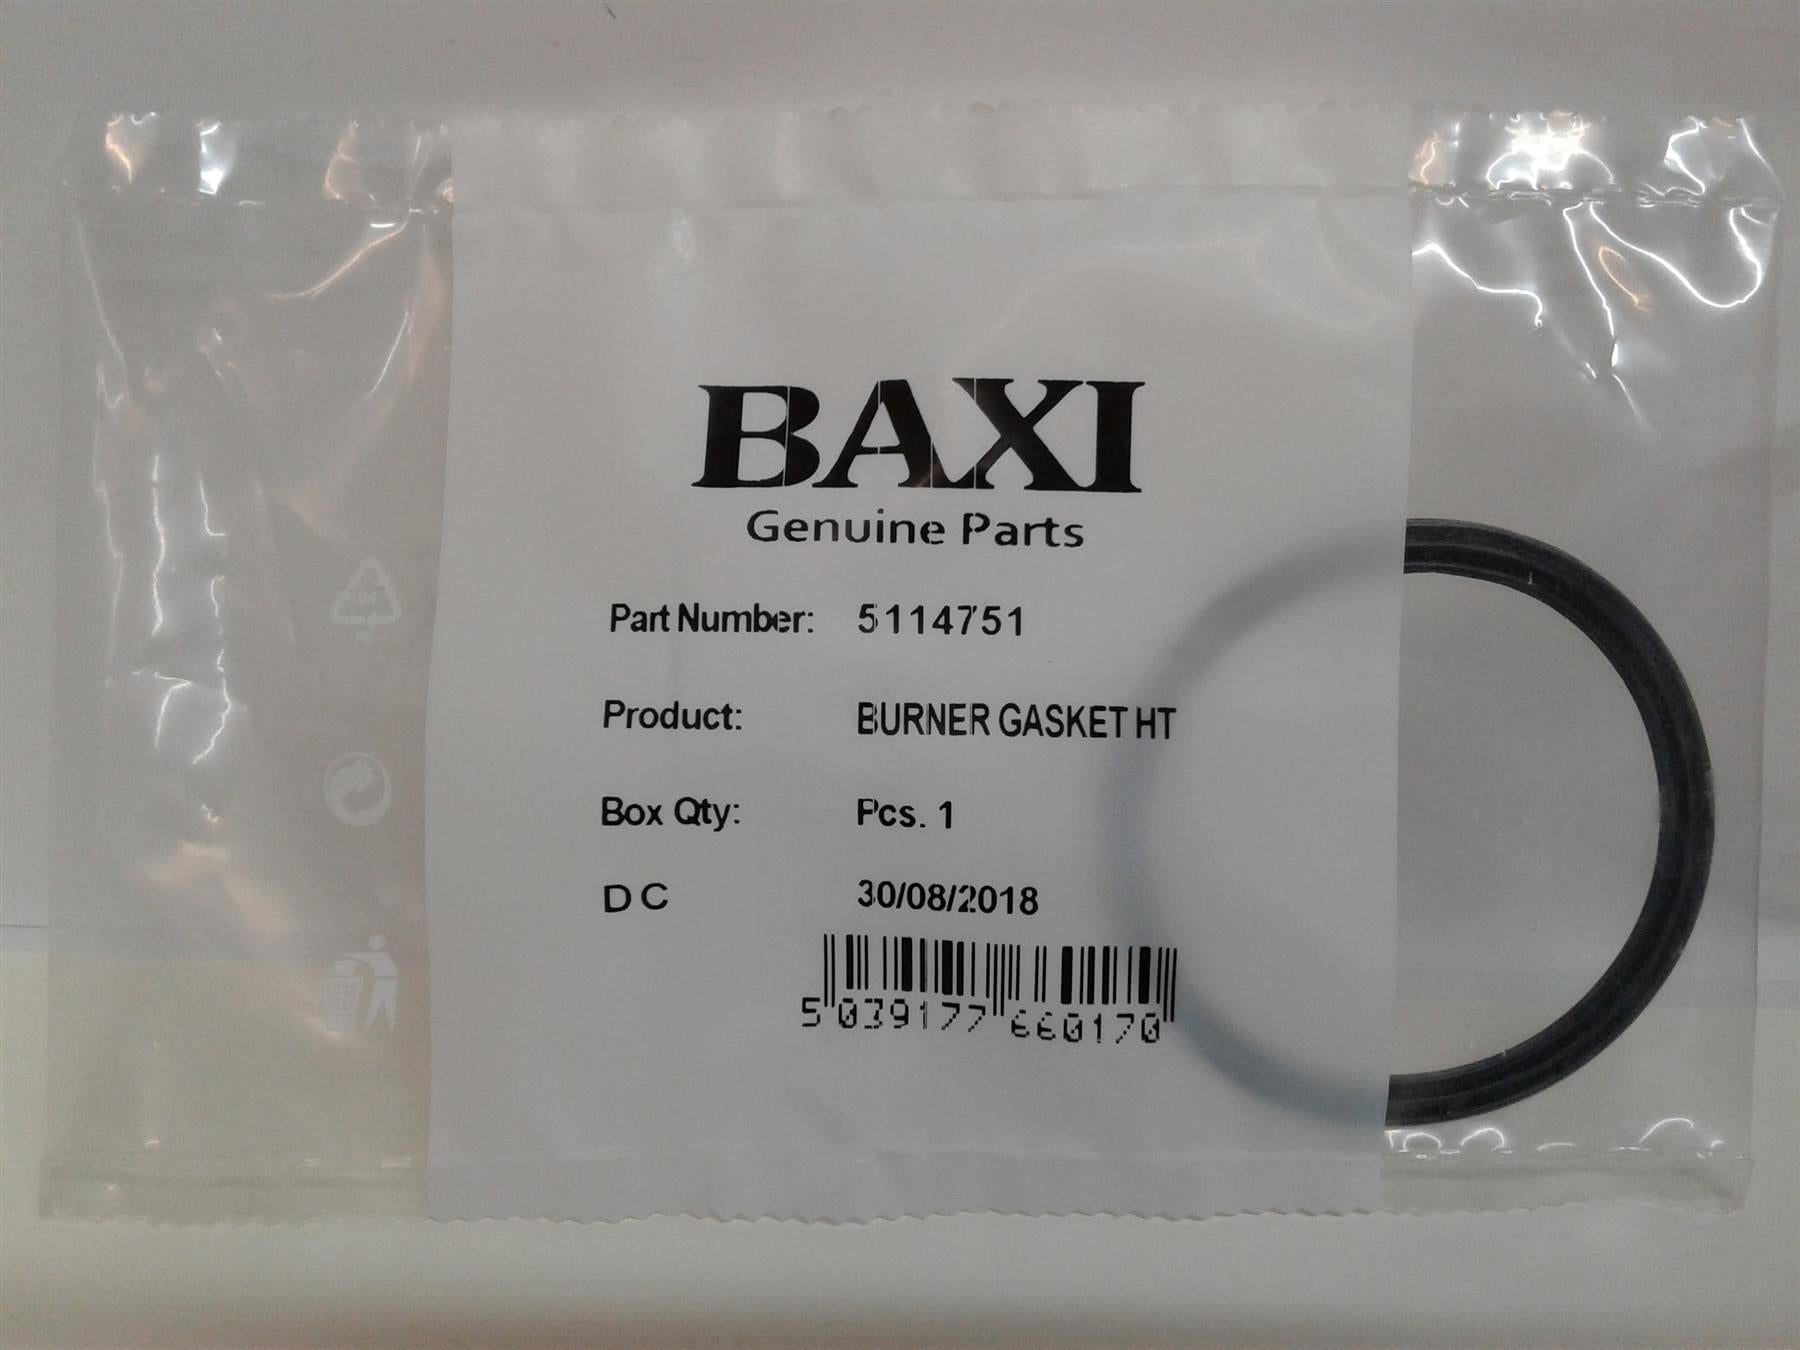 BAXI
Genuine Parts
Part Number: 5114751
Product: BURNER GASKET HT
Box Qty: Pcs. 1
DC 30/08/2018
5 039177 660170